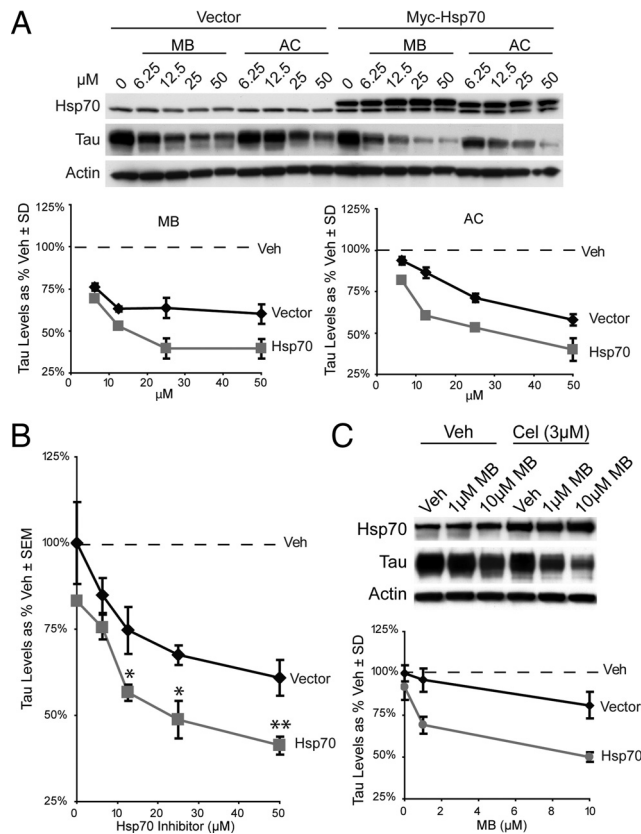 A
Vector
Myc-Hsp70
MB
AC
MB
AC
µM
0
6.25
12.5
25
50
6.25
12.5
25
50
0
6.25
12.5
25
50
6.25
12.5
25
50
Hsp70
Tau
Actin
Tau Levels as % Veh ± SD
125%
100%
75%
50%
25%
MB
Veh
Vector
Hsp70
0 10 20 30 40 50
µM
Tau Levels as % Veh ± SD
125%
100%
75%
50%
25%
AC
Veh
Vector
Hsp70
0 10 20 30 40 50
µM
B
Tau Levels as % Veh ± SEM
125%
100%
75%
50%
25%
Veh
Vector
Hsp70
*
*
**
0 10 20 30 40 50
Hsp70 Inhibitor (µM)
C
Veh
Cel (3µM)
Veh
1µM MB
10µM MB
Veh
1µM MB
10µM MB
Hsp70
Tau
Actin
Tau Levels as % Veh ± SD
125%
100%
75%
50%
25%
Veh
Vector
Hsp70
0 2 4 6 8 10
MB (µM)